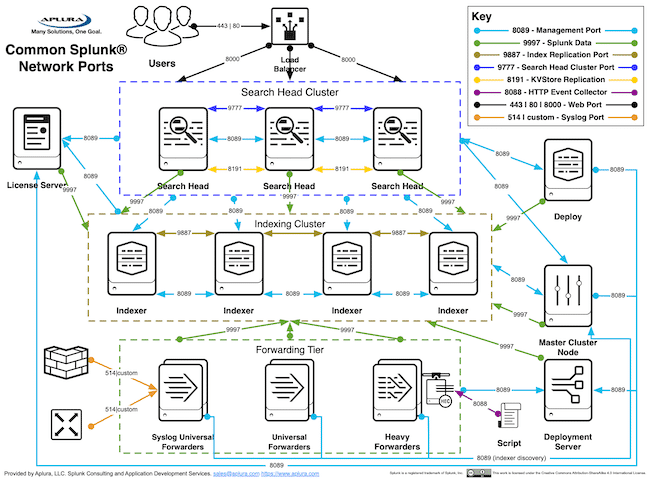 APLURA
Many Solutions, One Goal.
Common Splunk®
Network Ports
Users
443 | 80
Load
Balancer
8000
8000
Key
8089 - Management Port
9997 - Splunk Data
9887 - Index Replication Port
9777 - Search Head Cluster Port
8191 - KVStore Replication
8088 - HTTP Event Collector
443 | 80 | 8000 - Web Port
514 | custom - Syslog Port
Search Head Cluster
9777
9777
8089
8089
8089
8191
8191
License Server
Search Head
Search Head
Search Head
Deploy
9997
9997
9997
9997
9997
8089
8089
8089
8089
8089
8089
Indexing Cluster
9887
9887
8089
8089
8089
8089
Indexer
Indexer
Indexer
Indexer
9997
Master Cluster
Node
9997
9997
9997
9997
Forwarding Tier
514|custom
514|custom
HEC
8089
8089
8088
Syslog Universal
Forwarders
Universal
Forwarders
Heavy
Forwarders
Script
Deployment
Server
8089 (indexer discovery)
8089
Provided by Aplura, LLC. Splunk Consulting and Application Development Services. sales@aplura.com https://www.aplura.com
Splunk is a registered trademark of Splunk, Inc.
This work is licensed under the Creative Commons Attribution-ShareAlike 4.0 International License.